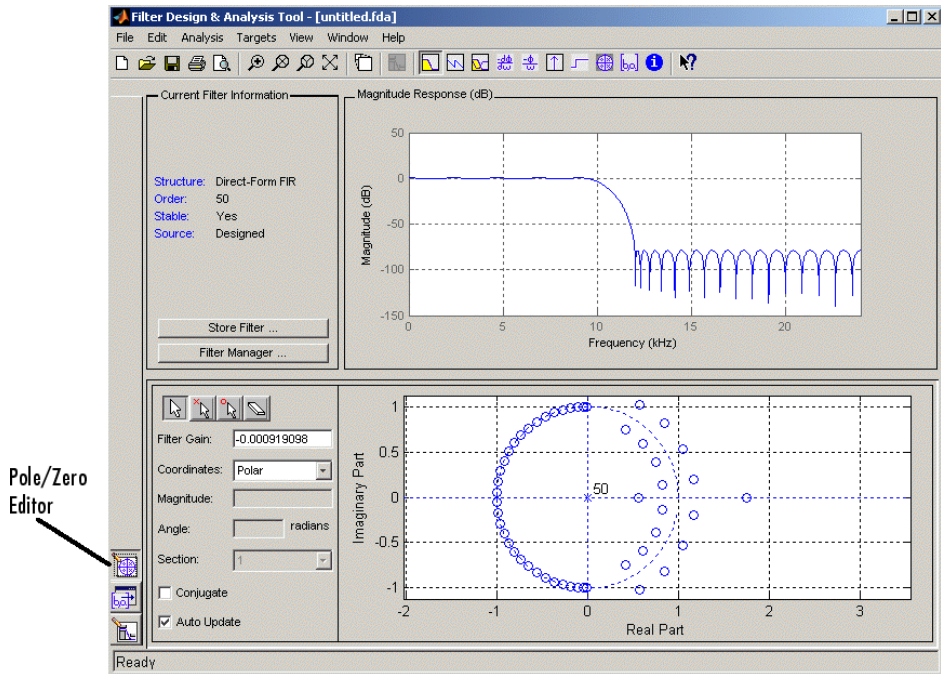 Filter Design & Analysis Tool - [untitled.fda]
File Edit Analysis Targets View Window Help
Current Filter Information
Structure: Direct-Form FIR
Order: 50
Stable: Yes
Source: Designed
Store Filter ...
Filter Manager ...
Magnitude Response (dB)
50
0
-50
-100
-150
Magnitude (dB)
0 5 10 15 20
Frequency (kHz)
Filter Gain: -0.000919098
Coordinates: Polar
Magnitude:
Angle: radians
Section: 1
Conjugate
Auto Update
1
0.5
0
-0.5
-1
Imaginary Part
50
-2 -1 0 1 2 3
Real Part
Pole/Zero
Editor
Ready